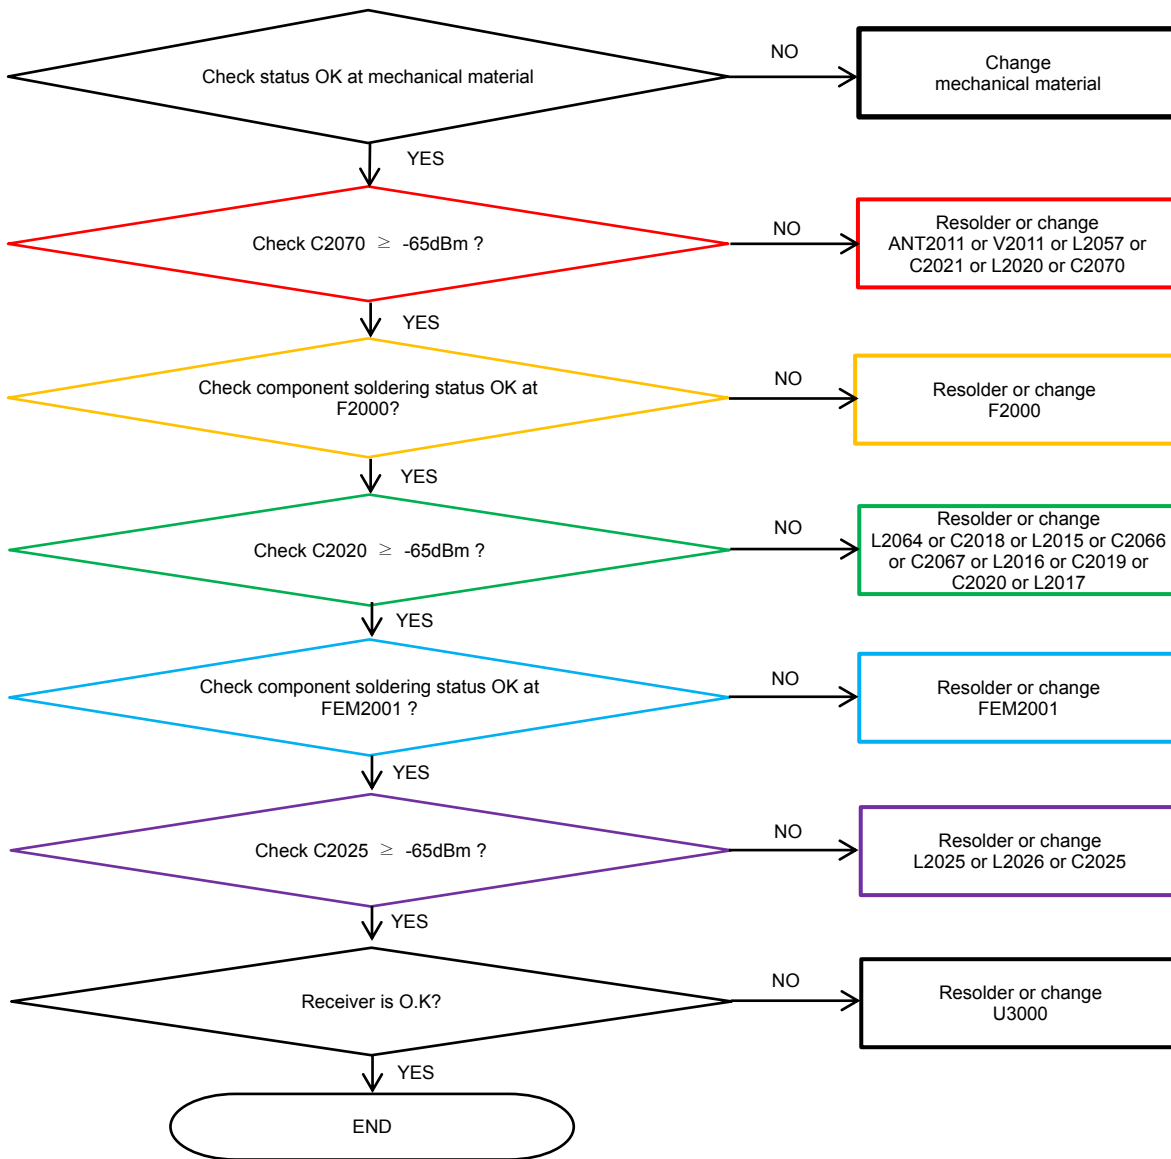 Check status OK at mechanical material
NO
Change
mechanical material
YES
Check C2070 ≥ -65dBm ?
NO
Resolder or change
ANT2011 or V2011 or L2057 or
C2021 or L2020 or C2070
YES
Check component soldering status OK at
F2000?
NO
Resolder or change
F2000
YES
Check C2020 ≥ -65dBm ?
NO
Resolder or change
L2064 or C2018 or L2015 or C2066
or C2067 or L2016 or C2019 or
C2020 or L2017
YES
Check component soldering status OK at
FEM2001 ?
NO
Resolder or change
FEM2001
YES
Check C2025 ≥ -65dBm ?
NO
Resolder or change
L2025 or L2026 or C2025
YES
Receiver is O.K?
NO
Resolder or change
U3000
YES
END